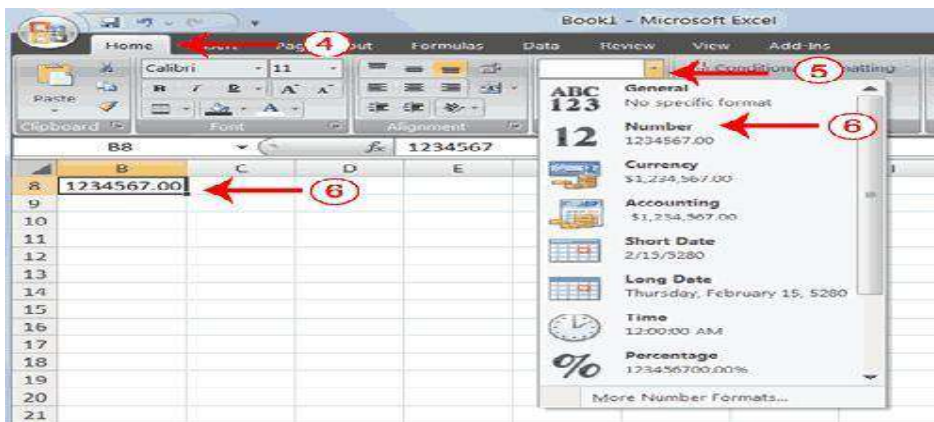 Book1 - Microsoft Excel
Home 4 Formulas Data Review View Add-Ins
Calibri 11 5
Paste B I U A A
A
Clipboard Font Alignment
B8 fx 1234567
B C D E
8 1234567.00 6
9
10
11
12
13
14
15
16
17
18
19
20
21
ABC 123 General
No specific format
12 Number 6
1234567.00
Currency
$1,234,567.00
Accounting
$1,234,567.00
Short Date
2/15/5280
Long Date
Thursday, February 15, 5280
Time
12:00:00 AM
% Percentage
123456700.00%
More Number Formats...